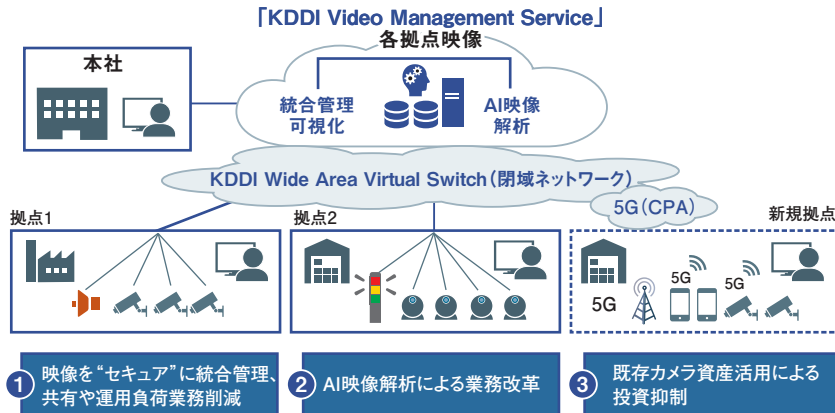 「KDDI Video Management Service」
各拠点映像
本社
統合管理
可視化
AI映像
解析
KDDI Wide Area Virtual Switch（閉域ネットワーク）
5G（CPA）
拠点1
拠点2
新規拠点
5G
5G
5G
1
映像を“セキュア”に統合管理、
共有や運用負荷業務削減
2
AI映像解析による業務改革
3
既存カメラ資産活用による
投資抑制